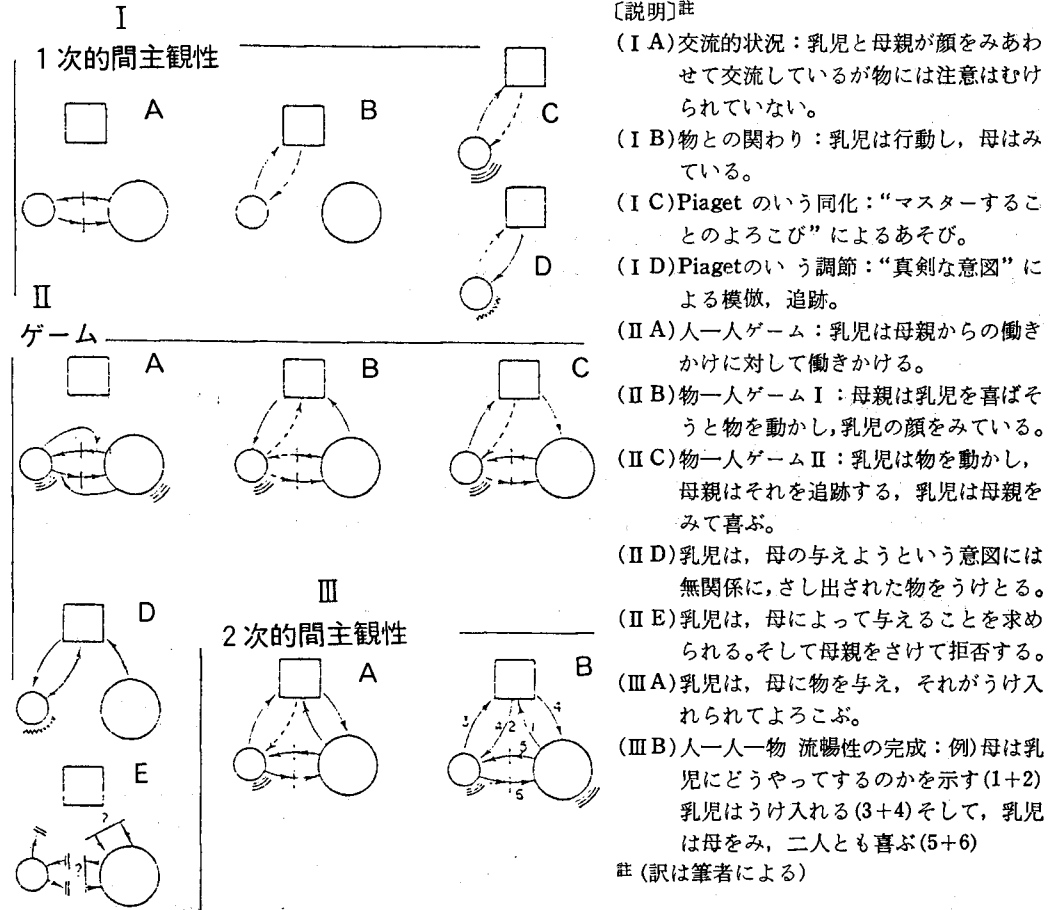 I
1次的間主観性
A
B
C
D
II
ゲーム
A
B
C
D
E
?
?
III
2次的間主観性
A
B
3
4
2
1
4
5
6
〔説明〕註
(I A)交流的状況：乳児と母親が顔をみあわ
せて交流しているが物には注意はむけ
られていない。
(I B)物との関わり：乳児は行動し，母はみ
ている。
(I C)Piaget のいう同化：“マスターするこ
とのよろこび” によるあそび。
(I D)Piagetのい う調節：“真剣な意図” に
よる模倣，追跡。
(II A)人―人ゲーム：乳児は母親からの働き
かけに対して働きかける。
(II B)物―人ゲーム I ：母親は乳児を喜ばそ
うと物を動かし，乳児の顔をみている。
(II C)物―人ゲーム II：乳児は物を動かし，
母親はそれを追跡する，乳児は母親を
みて喜ぶ。
(II D)乳児は，母の与えようという意図には
無関係に，さし出された物をうけとる。
(II E)乳児は，母によって与えることを求め
られる。そして母親をさけて拒否する。
(III A)乳児は，母に物を与え，それがうけ入
れられてよろこぶ。
(III B)人―人―物 流暢性の完成：例)母は乳
児にどうやってするのかを示す(1+2)
乳児はうけ入れる(3+4)そして，乳児
は母をみ，二人とも喜ぶ(5+6)
註 (訳は筆者による)